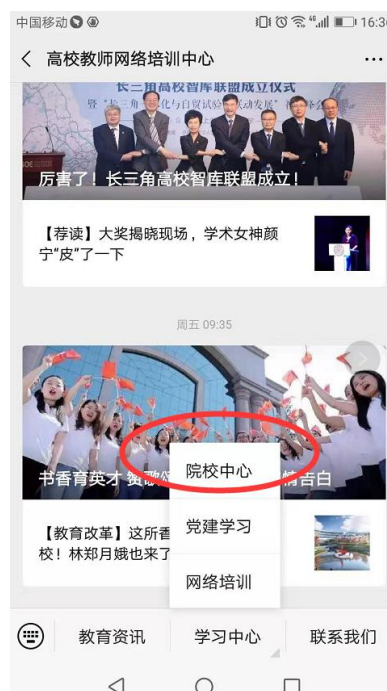 中国移动
16:36
高校教师网络培训中心
长三角高校智库联盟成立仪式
厉害了！长三角高校智库联盟成立！
【荐读】大奖揭晓现场，学术女神颜
宁“皮”了一下
周五 09:35
书香育英才 贺歌
情告白
院校中心
【教育改革】这所香
校！林郑月娥也来了
党建学习
网络培训
教育资讯
学习中心
联系我们